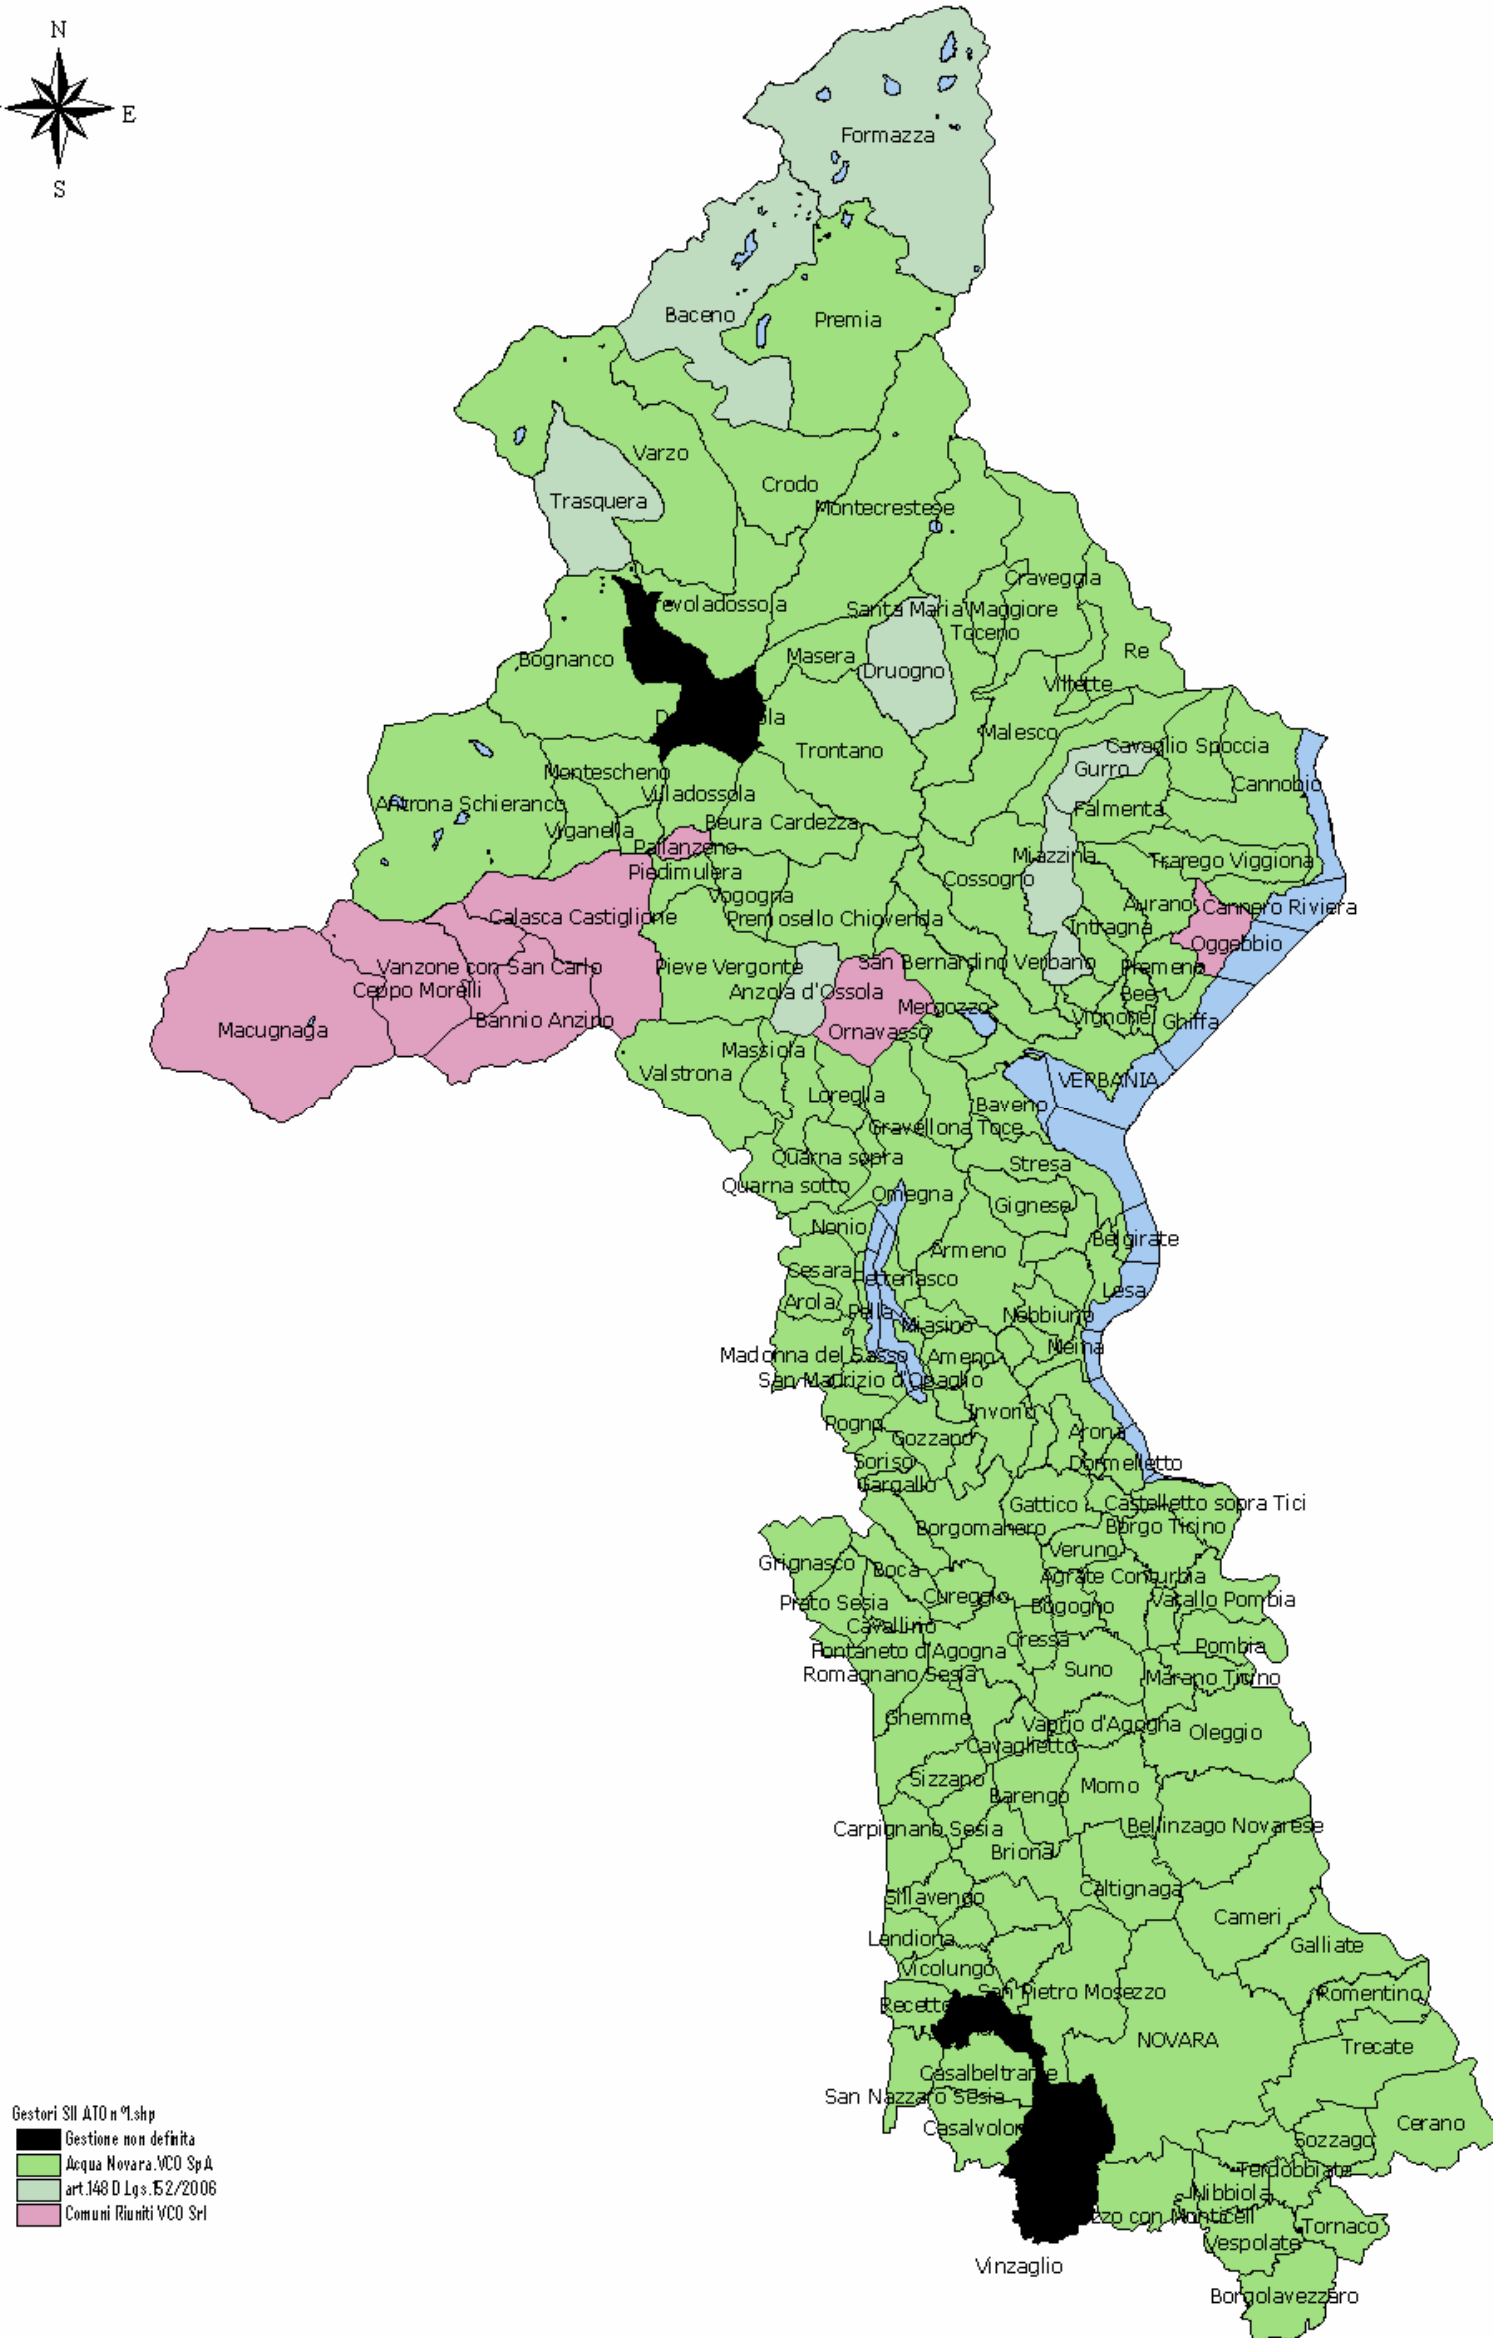 N
E
S
Formazza
Baceno
Premia
Varzo
Crodo
Trasquera
Montecrestese
Craveggia
evoladossola
Santa Maria Maggiore
Toceno
Re
Masera
Bognanco
Druogno
Villette
Malesco
Trontano
Cavaglio Spoccia
Gurro
Montescheno
Cannobio
Villadossola
Antrona Schieranco
Falmenta
Beura Cardezza
Viganella
Pallanzeno
Miazzina
Trarego Viggiona
Piedimulera
Cossogno
Vogogna
Aurano
Cannero Riviera
Calasca Castiglione
Premosello Chiovenda
Intragna
Oggebbio
San Bernardino Verbano
Vanzone con San Carlo
Pieve Vergonte
Premeno
Ceppo Morelli
Anzola d'Ossola
Bee
Mergozzo
Vignone
Bannio Anzino
Ghiffa
Macugnaga
Ornavasso
Massiola
Valstrona
VERBANIA
Loreglia
Baveno
Gravellona Toce
Quarna sopra
Stresa
Quarna sotto
Omegna
Gignese
Nonio
Belgirate
Armeno
Cesara
Pettenasco
Lesa
Arola
Pella
Nebbiuno
Miasino
Meina
Madonna del Sasso
Ameno
San Maurizio d'Opaglio
Invorio
Pogno
Arona
Gozzano
Soriso
Dormelletto
Gargallo
Gattico
Castelletto sopra Tici
Borgomanero
Borgo Ticino
Veruno
Grignasco
Boca
Agrate Conturbia
Cureggio
Varallo Pombia
Prato Sesia
Bogogno
Cavallirio
Cressa
Pombia
Fontaneto d'Agogna
Suno
Romagnano Sesia
Marano Ticino
Ghemme
Vaprio d'Agogna
Oleggio
Cavaglietto
Sizzano
Momo
Barengo
Carpignano Sesia
Bellinzago Novarese
Briona
Caltignaga
Sillavengo
Cameri
Landiona
Galliate
Vicolungo
San Pietro Mosezzo
Romentino
Recetto
NOVARA
Trecate
Casalbeltrame
San Nazzaro Sesia
Cerano
Casalvolon
Sozzago
Terdobbiate
Nibbiola
zzo con Monticell
Tornaco
Vespolate
Vinzaglio
Borgolavezzaro
Gestori SII ATO n°1.shp
Gestione non definita
Acqua Novara.VCO SpA
art.148 D.Lgs.152/2006
Comuni Riuniti VCO Srl